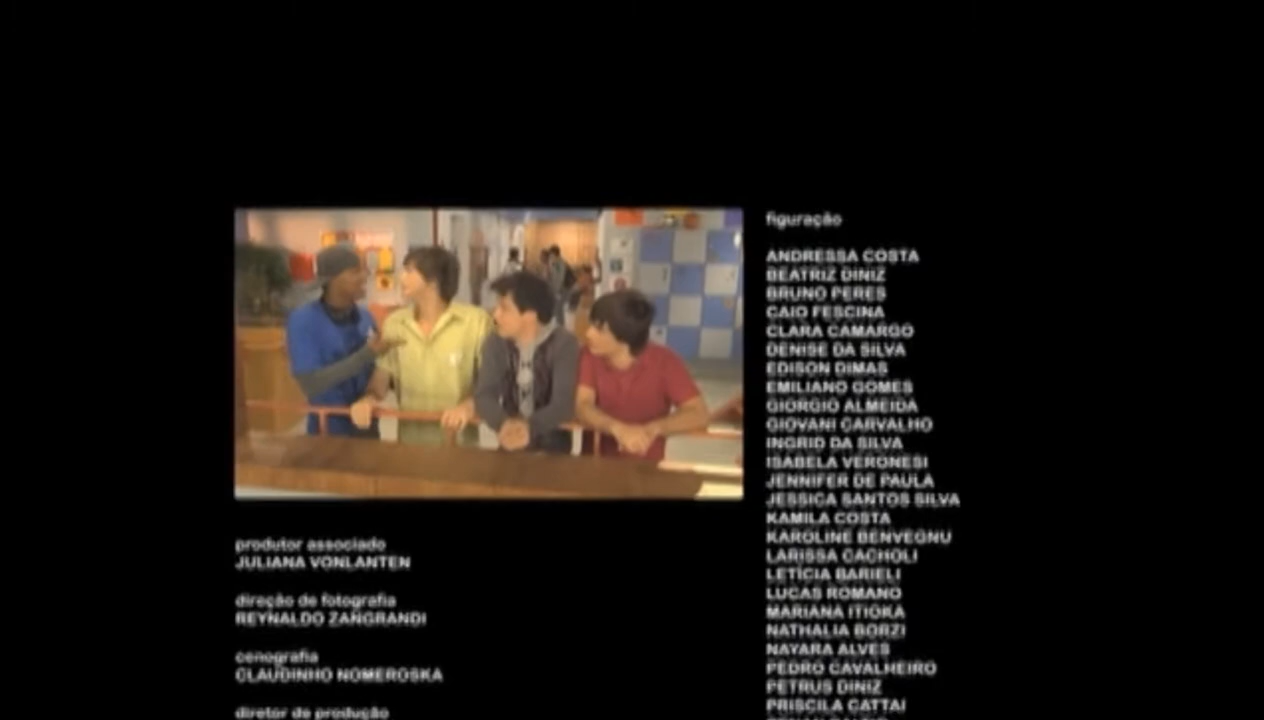 produtor associado
JULIANA VONLANTEN
direção de fotografia
REYNALDO ZANGRANDI
cenografia
CLAUDINHO NOMEROSKA
diretor de produção
figuração
ANDRESSA COSTA
BEATRIZ DINIZ
BRUNO PERES
CAIO FESCINA
CLARA CAMARGO
DENISE DA SILVA
EDISON DIMAS
EMILIANO GOMES
GIORGIO ALMEIDA
GIOVANI CARVALHO
INGRID DA SILVA
ISABELA VERONESI
JENNIFER DE PAULA
JESSICA SANTOS SILVA
KAMILA COSTA
KAROLINE BENVEGNU
LARISSA CACHOLI
LETÍCIA BARIELI
LUCAS ROMANO
MARIANA ITIOKA
NATHALIA BORZI
NAYARA ALVES
PEDRO CAVALHEIRO
PETRUS DINIZ
PRISCILA CATTAI